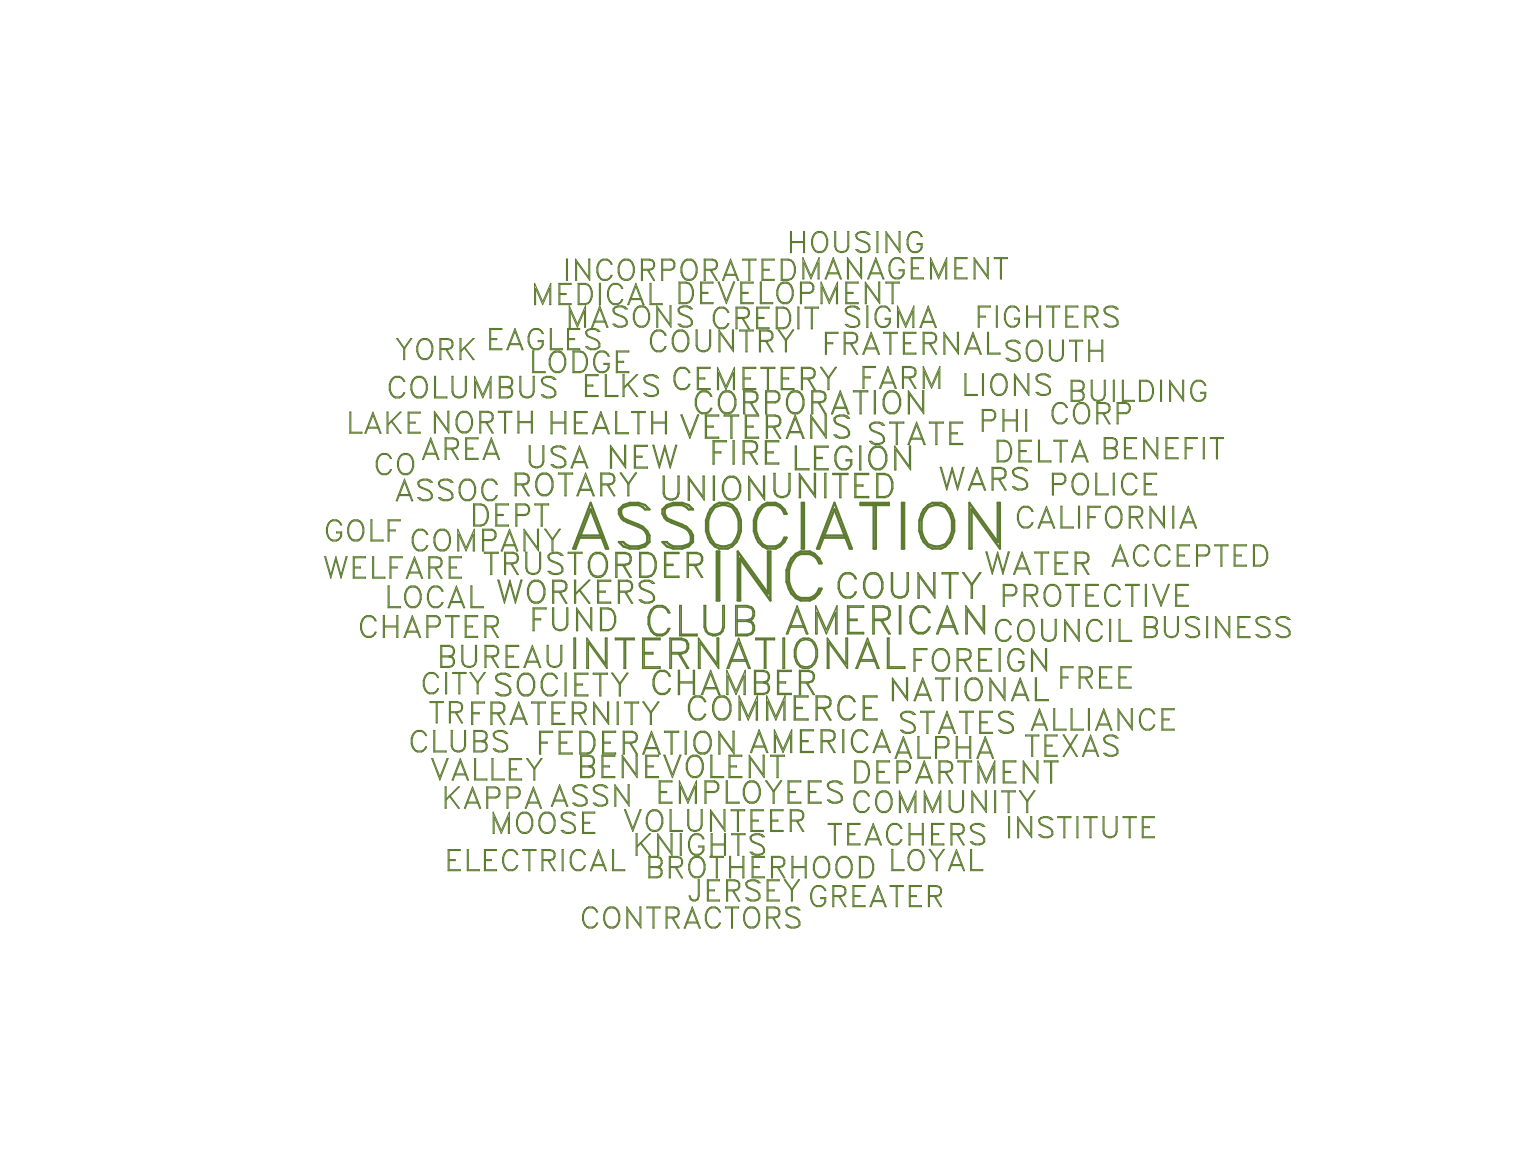 HOUSING
INCORPORATED MANAGEMENT
MEDICAL DEVELOPMENT
MASONS CREDIT SIGMA FIGHTERS
YORK EAGLES COUNTRY FRATERNAL SOUTH
LODGE
COLUMBUS ELKS CEMETERY FARM LIONS BUILDING
CORPORATION CORP
LAKE NORTH HEALTH VETERANS STATE PHI
AREA DELTA BENEFIT
CO USA NEW FIRE LEGION
ASSOC ROTARY UNION UNITED WARS POLICE
DEPT ASSOCIATION CALIFORNIA
GOLF COMPANY
WELFARE TRUST ORDER INC WATER ACCEPTED
LOCAL WORKERS COUNTY PROTECTIVE
CHAPTER FUND CLUB AMERICAN COUNCIL BUSINESS
BUREAU INTERNATIONAL FOREIGN
CITY SOCIETY CHAMBER NATIONAL FREE
TR FRATERNITY COMMERCE STATES ALLIANCE
CLUBS FEDERATION AMERICA ALPHA TEXAS
VALLEY BENEVOLENT DEPARTMENT
KAPPA ASSN EMPLOYEES COMMUNITY
MOOSE VOLUNTEER TEACHERS INSTITUTE
KNIGHTS
ELECTRICAL BROTHERHOOD LOYAL
JERSEY GREATER
CONTRACTORS